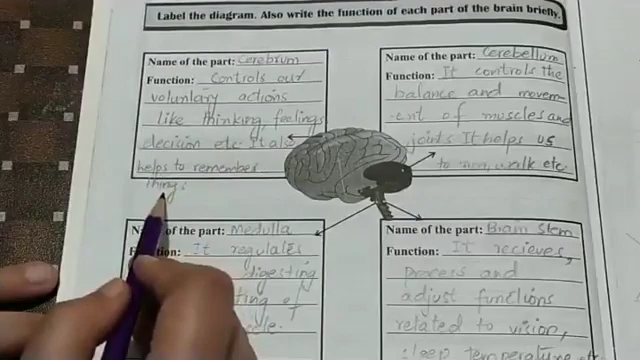 Label the diagram. Also write the function of each part of the brain briefly.
Name of the part: Cerebrum
Function: Controls our
voluntary actions
like thinking, feelings
decision etc. It also
helps to remember
things
Name of the part: Cerebellum
Function: It controls the
balance and movem-
ent of muscles and
joints It helps us
to run, walk etc
Name of the part: Medulla
Function: It regulates
digesting
ting of
cle.
Name of the part: Brain Stem
Function: It recieves,
process and
adjust functions
related to vision,
sleep temperature etc